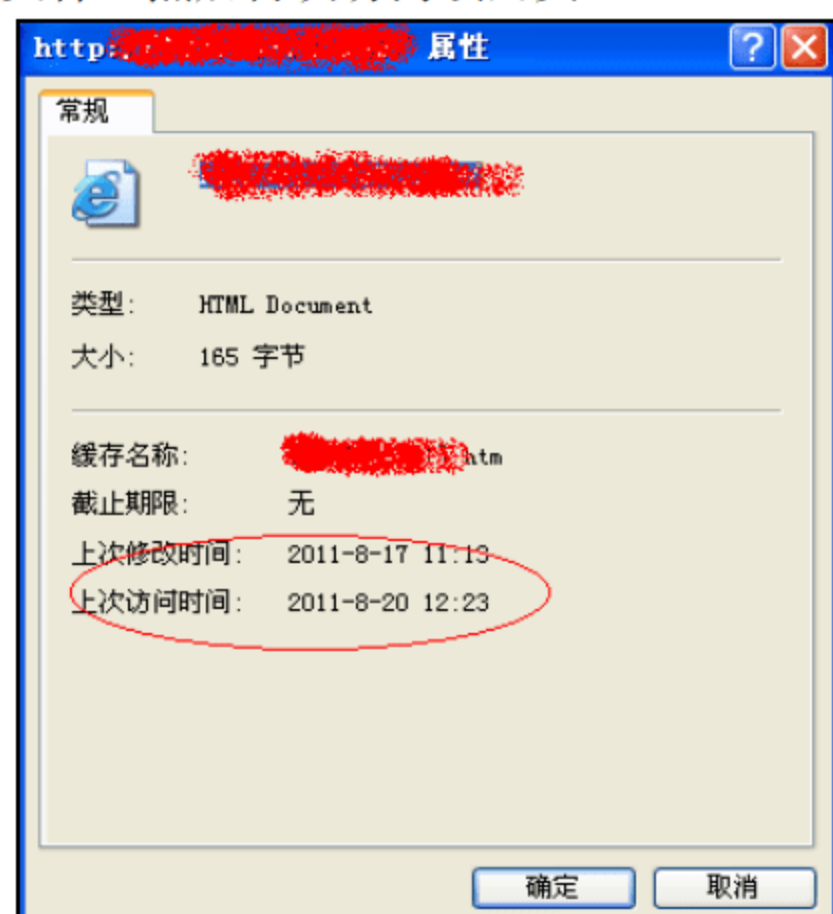 http: 属性
常规
类型: HTML Document
大小: 165 字节
缓存名称: htm
截止期限: 无
上次修改时间: 2011-8-17 11:13
上次访问时间: 2011-8-20 12:23
确定 取消